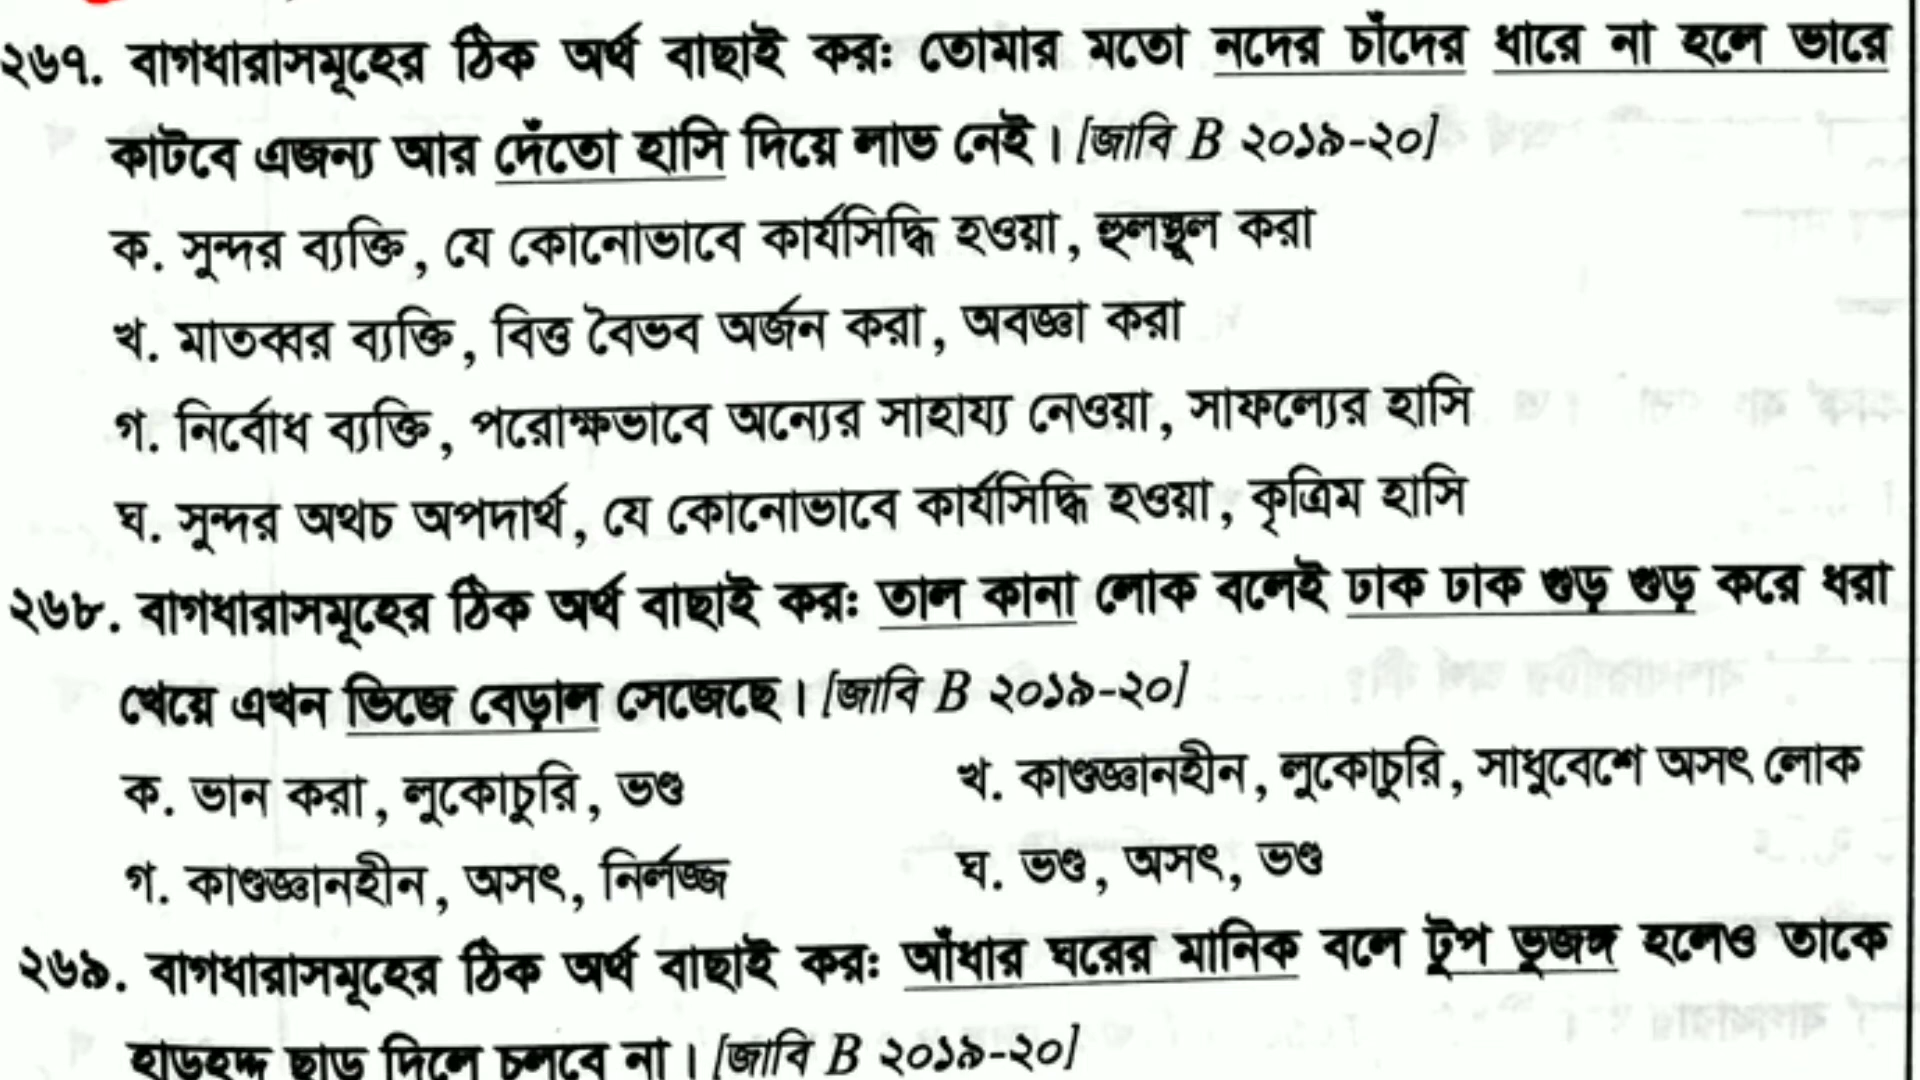 ২৬৭. বাগধারাসমূহের ঠিক অর্থ বাছাই কর: তোমার মতো নদের চাঁদের ধারে না হলে ভারে
কাটবে এজন্য আর দেঁতো হাসি দিয়ে লাভ নেই। [জাবি B ২০১৯-২০]
ক. সুন্দর ব্যক্তি, যে কোনোভাবে কার্যসিদ্ধি হওয়া, হুলস্থূল করা
খ. মাতব্বর ব্যক্তি, বিত্ত বৈভব অর্জন করা, অবজ্ঞা করা
গ. নির্বোধ ব্যক্তি, পরোক্ষভাবে অন্যের সাহায্য নেওয়া, সাফল্যের হাসি
ঘ. সুন্দর অথচ অপদার্থ, যে কোনোভাবে কার্যসিদ্ধি হওয়া, কৃত্রিম হাসি
২৬৮. বাগধারাসমূহের ঠিক অর্থ বাছাই কর: তাল কানা লোক বলেই ঢাক ঢাক গুড় গুড় করে ধরা
খেয়ে এখন ভিজে বেড়াল সেজেছে। [জাবি B ২০১৯-২০]
ক. ভান করা, লুকোচুরি, ভণ্ড
খ. কাণ্ডজ্ঞানহীন, লুকোচুরি, সাধুবেশে অসৎ লোক
গ. কাণ্ডজ্ঞানহীন, অসৎ, নির্লজ্জ
ঘ. ভণ্ড, অসৎ, ভণ্ড
২৬৯. বাগধারাসমূহের ঠিক অর্থ বাছাই কর: আঁধার ঘরের মানিক বলে টুপ ভুজঙ্গ হলেও তাকে
হাড়হদ্দ ছাড় দিলে চলবে না। [জাবি B ২০১৯-২০]